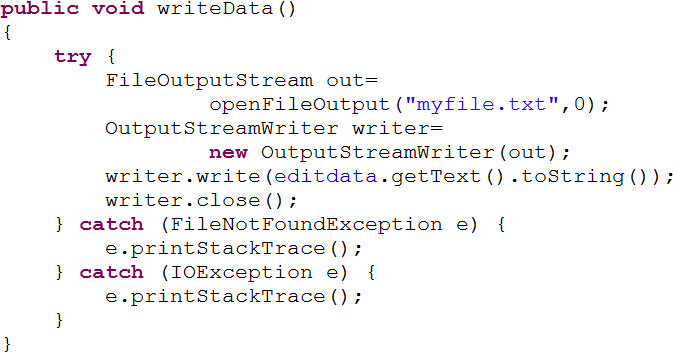 public void writeData()
{
    try {
        FileOutputStream out=
                openFileOutput("myfile.txt",0);
        OutputStreamWriter writer=
                new OutputStreamWriter(out);
        writer.write(editdata.getText().toString());
        writer.close();
    } catch (FileNotFoundException e) {
        e.printStackTrace();
    } catch (IOException e) {
        e.printStackTrace();
    }
}